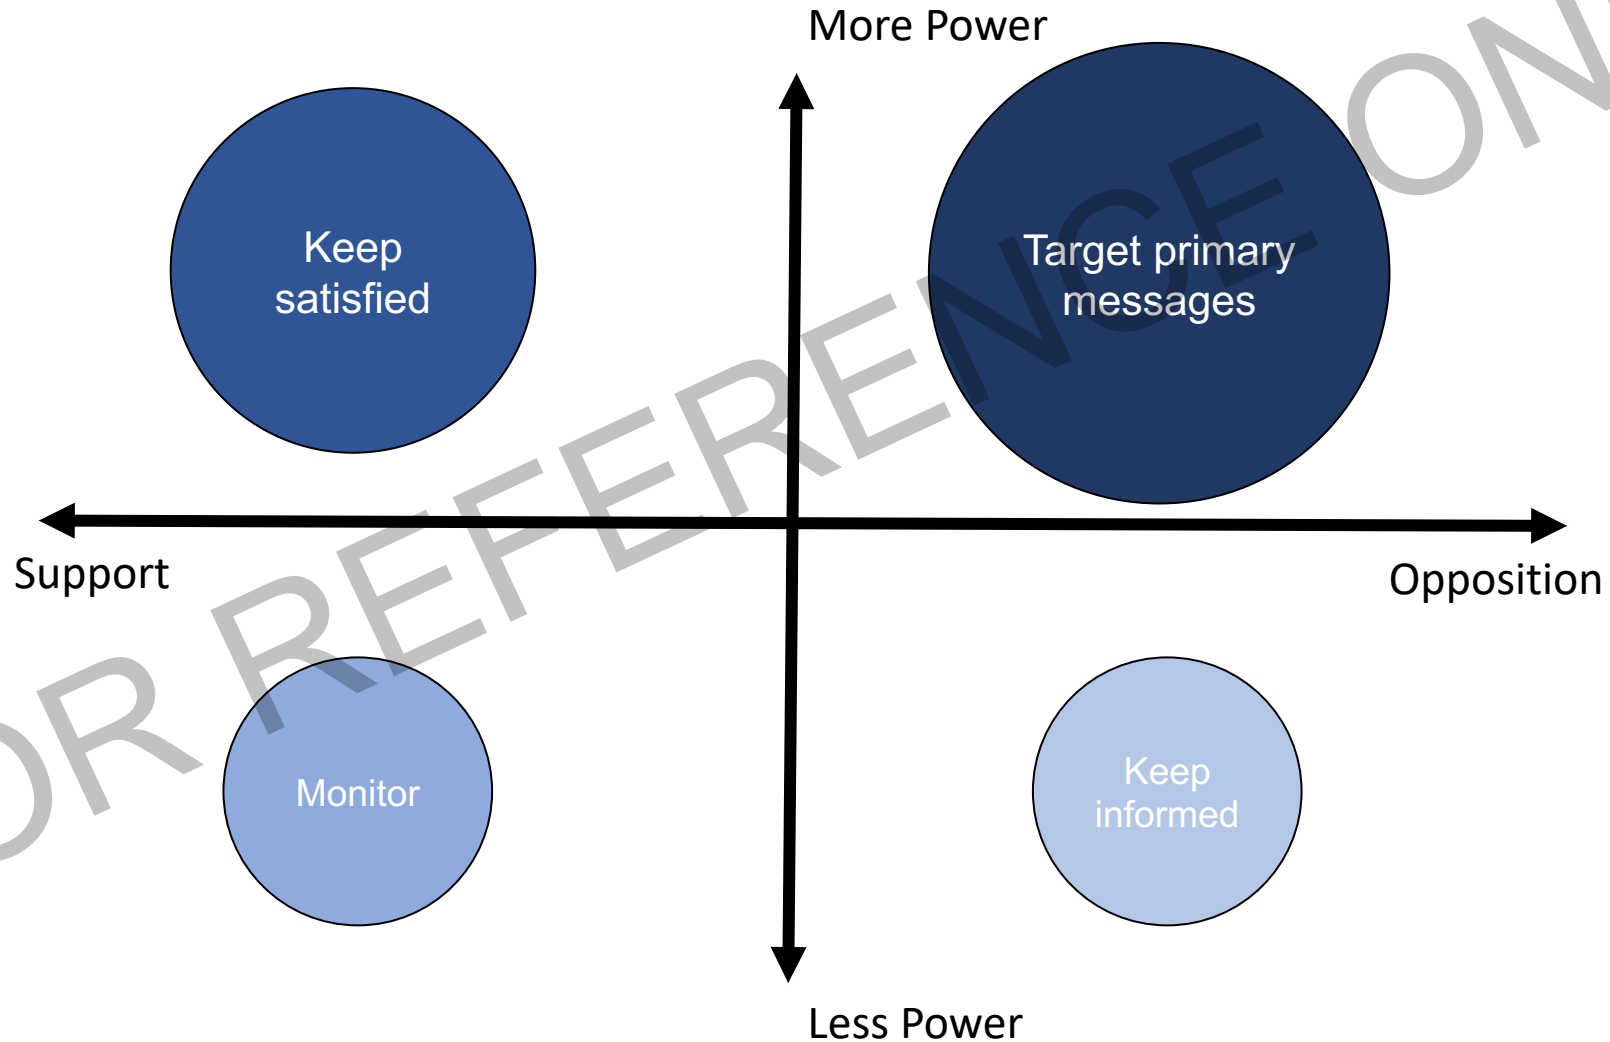 More Power
Keep
satisfied
Target primary
messages
Support
Opposition
Monitor
Keep
informed
Less Power
OR REFERENCE ON